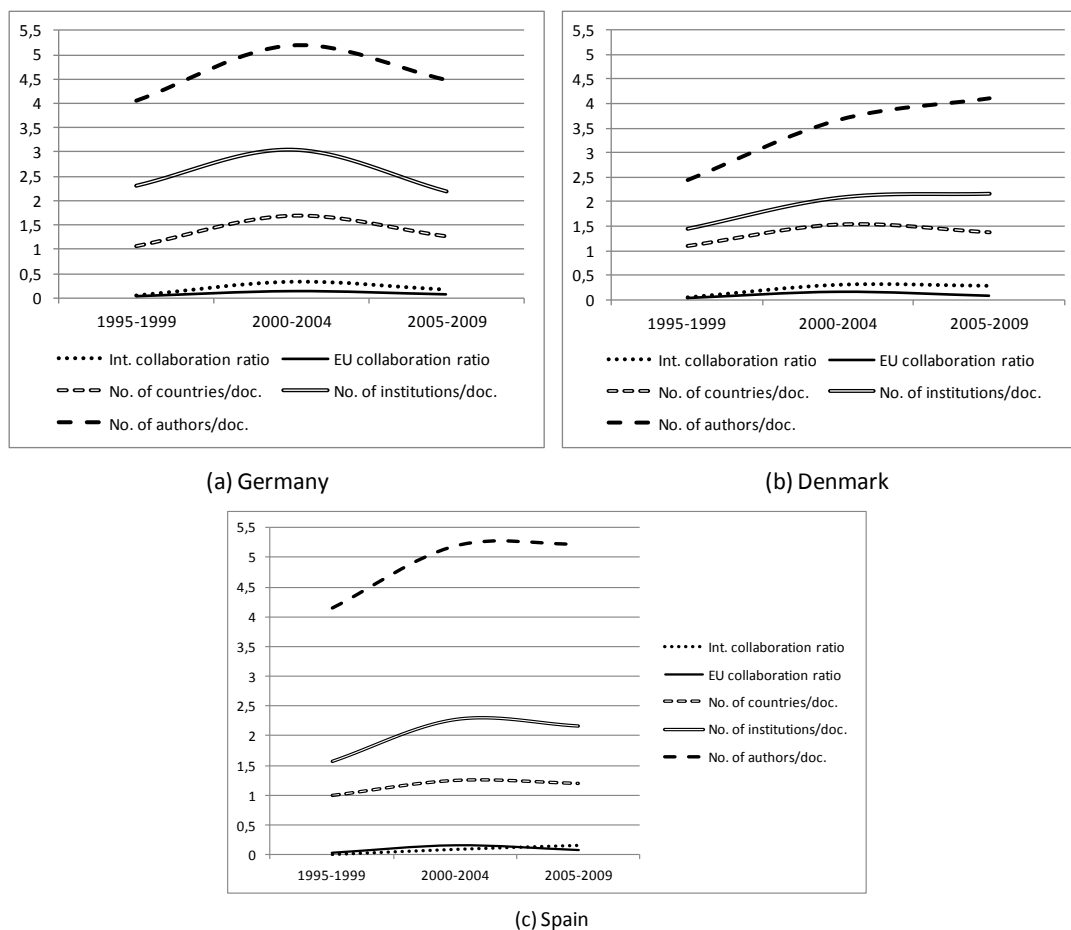 5,5
5
4,5
4
3,5
3
2,5
2
1,5
1
0,5
0
1995-1999 2000-2004 2005-2009
Int. collaboration ratio EU collaboration ratio
No. of countries/doc. No. of institutions/doc.
No. of authors/doc.
(a) Germany
5,5
5
4,5
4
3,5
3
2,5
2
1,5
1
0,5
0
1995-1999 2000-2004 2005-2009
Int. collaboration ratio EU collaboration ratio
No. of countries/doc. No. of institutions/doc.
No. of authors/doc.
(b) Denmark
5,5
5
4,5
4
3,5
3
2,5
2
1,5
1
0,5
0
1995-1999 2000-2004 2005-2009
Int. collaboration ratio
EU collaboration ratio
No. of countries/doc.
No. of institutions/doc.
No. of authors/doc.
(c) Spain